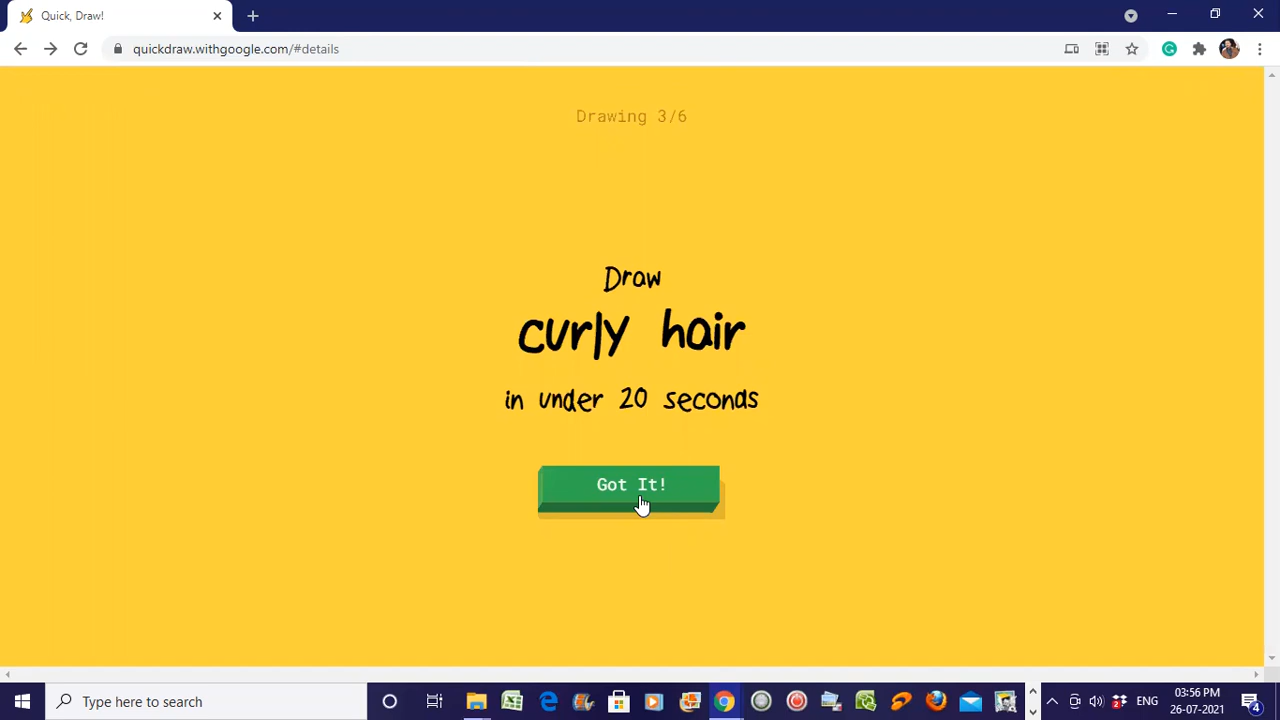 Quick, Draw!
quickdraw.withgoogle.com/#details
Drawing 3/6
Draw
curly hair
in under 20 seconds
Got It!
Type here to search
ENG
03:56 PM
26-07-2021
4